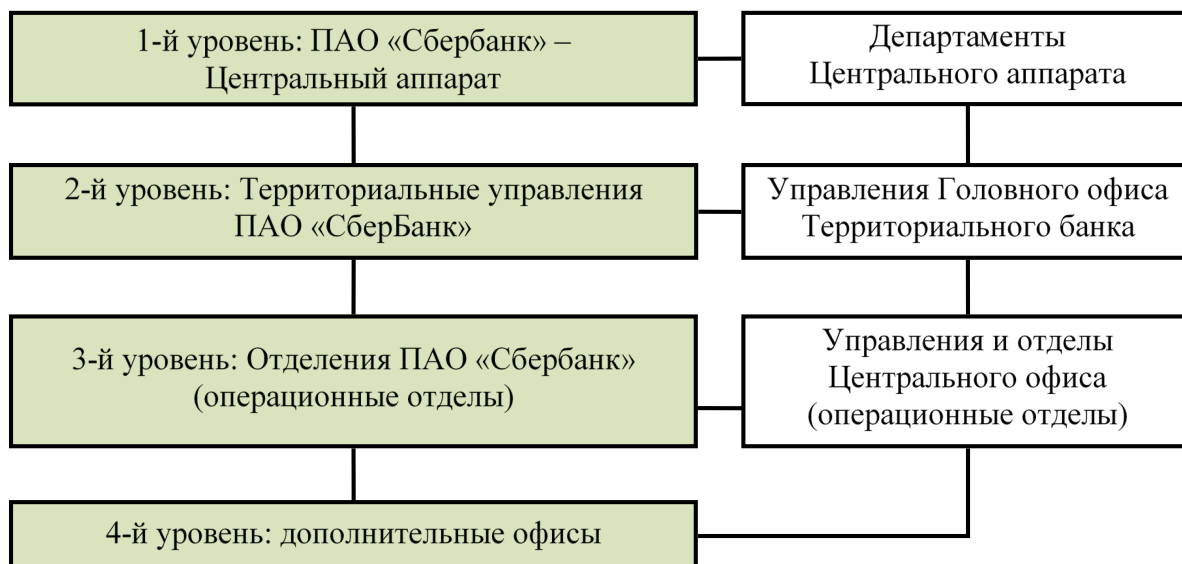 1-й уровень: ПАО «Сбербанк» –
Центральный аппарат
Департаменты
Центрального аппарата
2-й уровень: Территориальные управления
ПАО «СберБанк»
Управления Головного офиса
Территориального банка
3-й уровень: Отделения ПАО «Сбербанк»
(операционные отделы)
Управления и отделы
Центрального офиса
(операционные отделы)
4-й уровень: дополнительные офисы